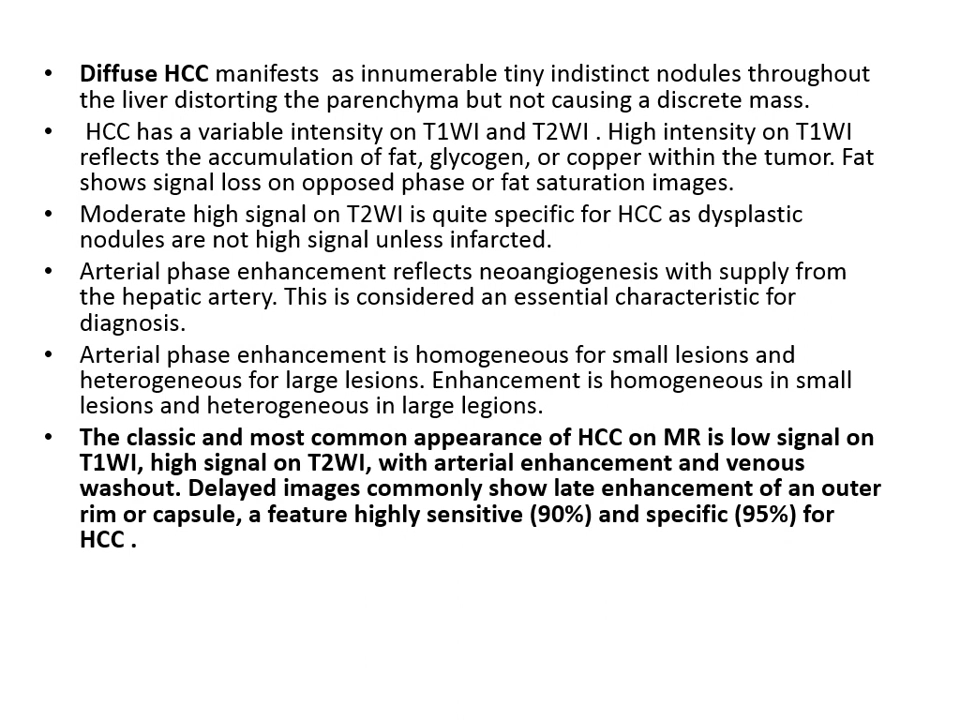 • Diffuse HCC manifests  as innumerable tiny indistinct nodules throughout
the liver distorting the parenchyma but not causing a discrete mass.
•  HCC has a variable intensity on T1WI and T2WI . High intensity on T1WI
reflects the accumulation of fat, glycogen, or copper within the tumor. Fat
shows signal loss on opposed phase or fat saturation images.
• Moderate high signal on T2WI is quite specific for HCC as dysplastic
nodules are not high signal unless infarcted.
• Arterial phase enhancement reflects neoangiogenesis with supply from
the hepatic artery. This is considered an essential characteristic for
diagnosis.
• Arterial phase enhancement is homogeneous for small lesions and
heterogeneous for large lesions. Enhancement is homogeneous in small
lesions and heterogeneous in large legions.
• The classic and most common appearance of HCC on MR is low signal on
T1WI, high signal on T2WI, with arterial enhancement and venous
washout. Delayed images commonly show late enhancement of an outer
rim or capsule, a feature highly sensitive (90%) and specific (95%) for
HCC .